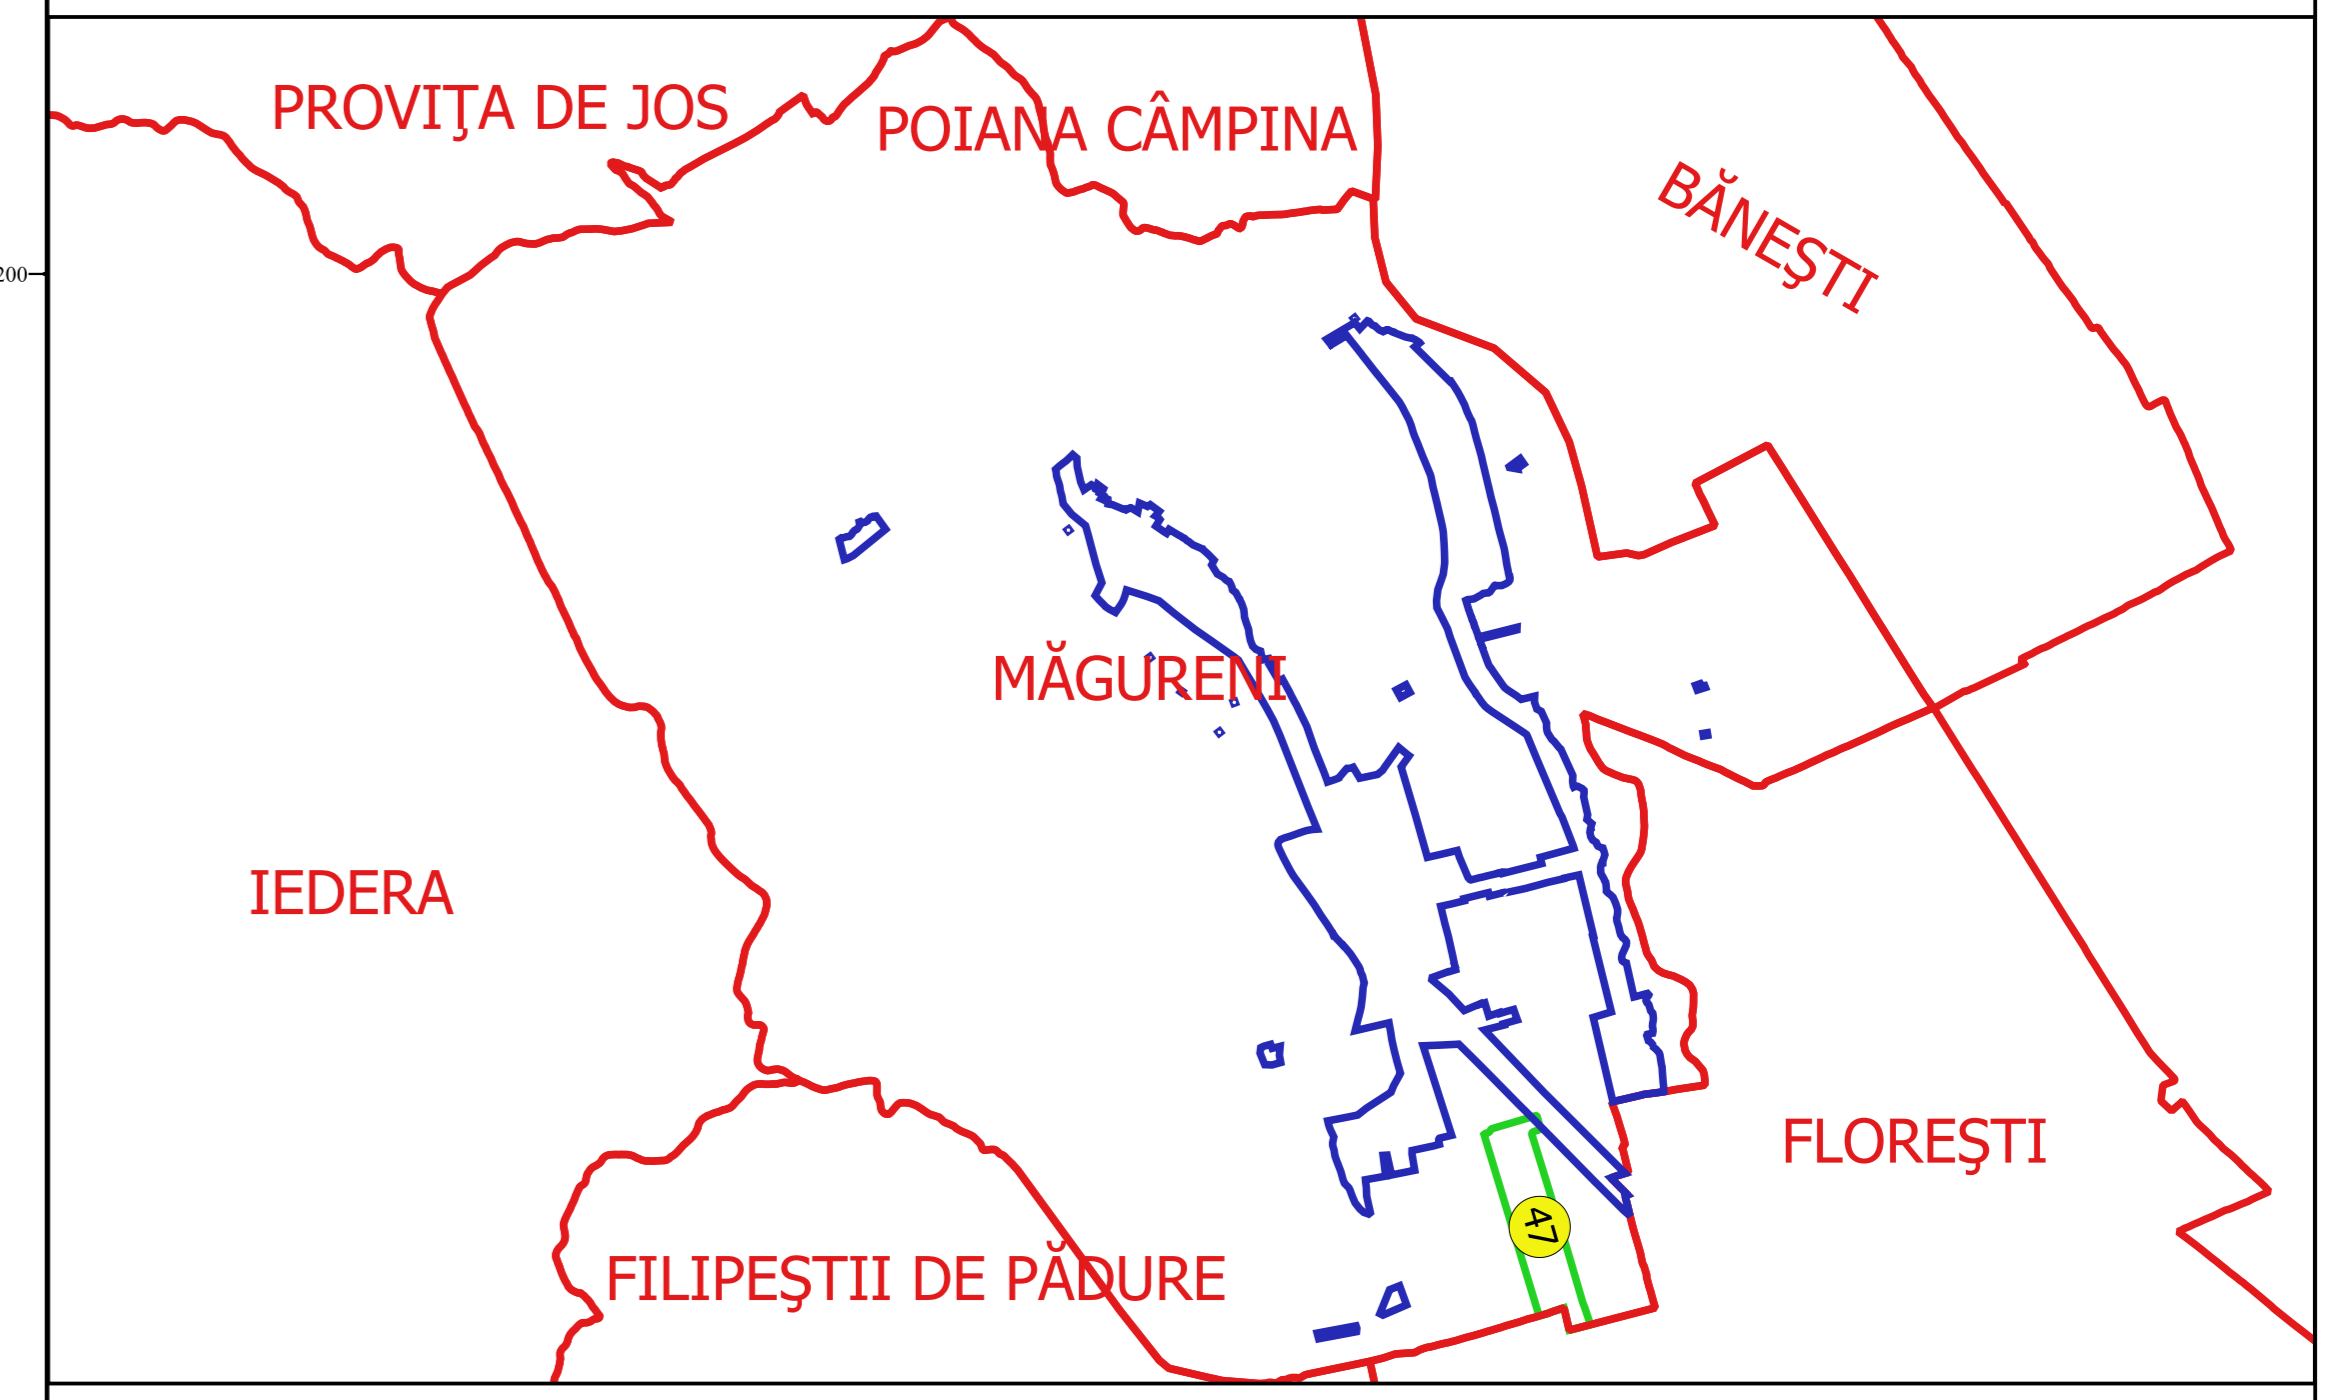 PROVIŢA DE JOS
POIANA CÂMPINA
BĂNEŞTI
200
MĂGURENI
IEDERA
FLOREŞTI
47
FILIPEŞTII DE PĂDURE